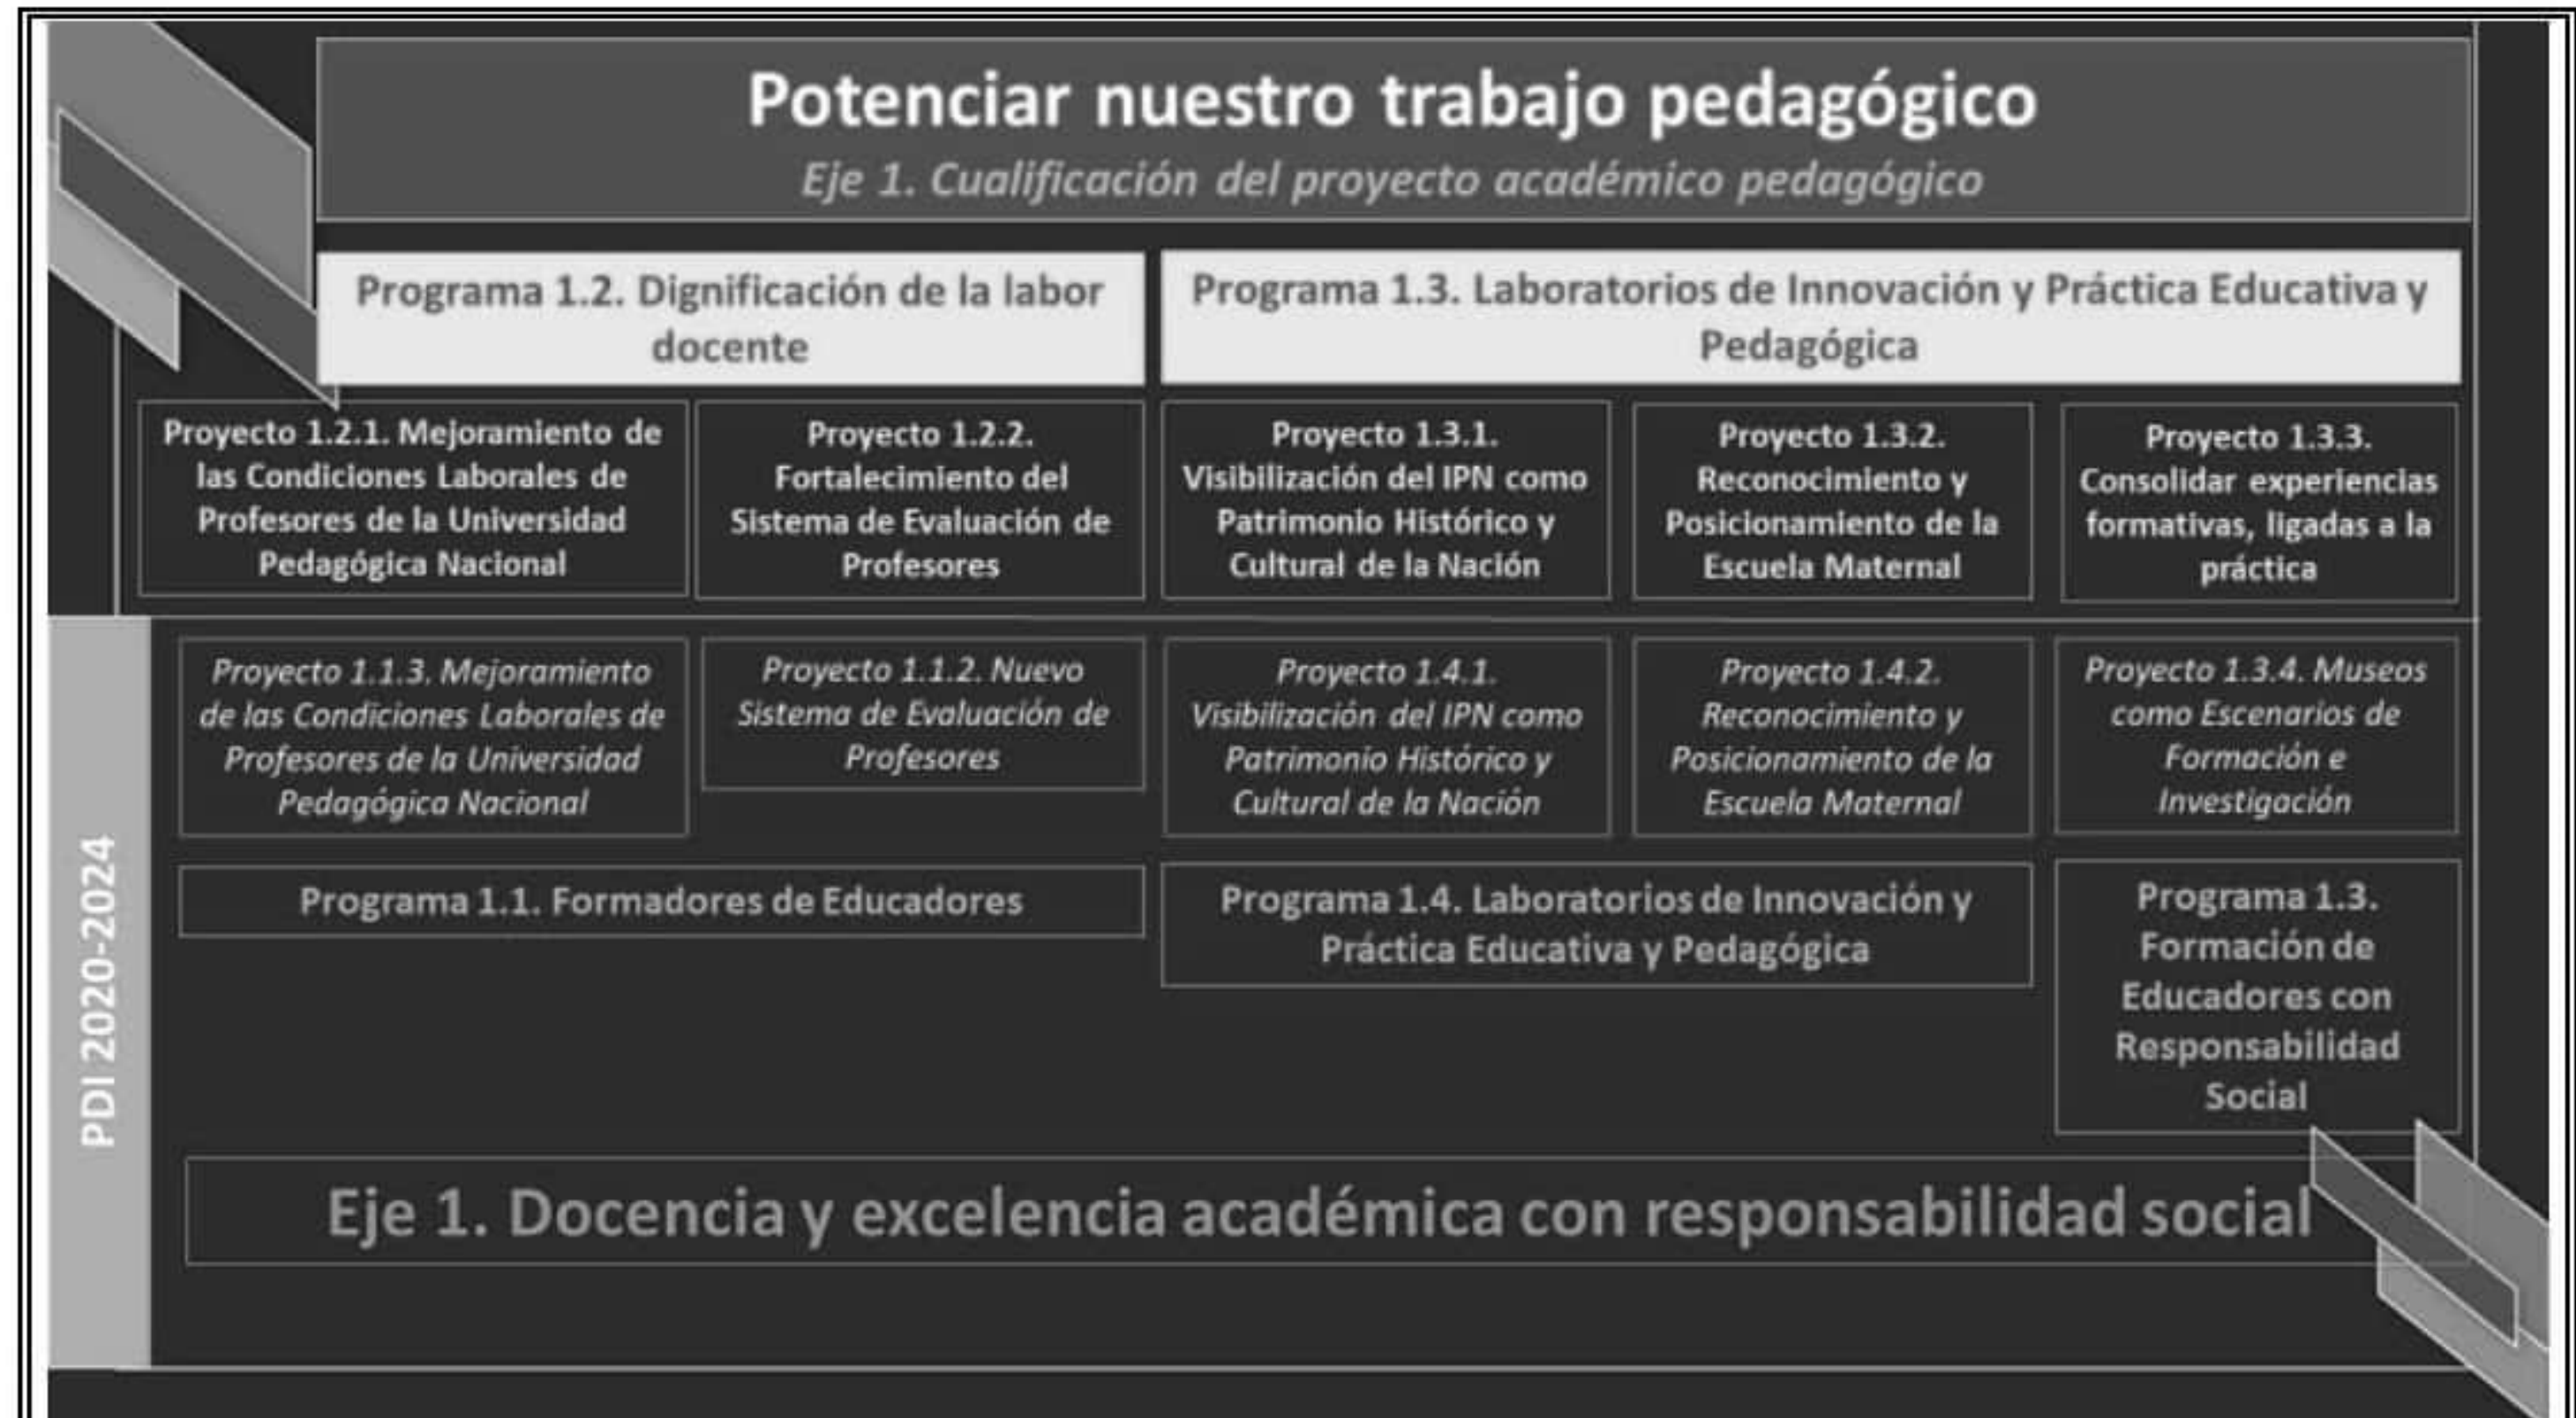 Potenciar nuestro trabajo pedagógico
Eje 1. Cualificación del proyecto académico pedagógico
Programa 1.2. Dignificación de la labor
docente
Programa 1.3. Laboratorios de Innovación y Práctica Educativa y
Pedagógica
Proyecto 1.2.1. Mejoramiento de
las Condiciones Laborales de
Profesores de la Universidad
Pedagógica Nacional
Proyecto 1.2.2.
Fortalecimiento del
Sistema de Evaluación de
Profesores
Proyecto 1.3.1.
Visibilización del IPN como
Patrimonio Histórico y
Cultural de la Nación
Proyecto 1.3.2.
Reconocimiento y
Posicionamiento de la
Escuela Maternal
Proyecto 1.3.3.
Consolidar experiencias
formativas, ligadas a la
práctica
PDI 2020-2024
Proyecto 1.1.3. Mejoramiento
de las Condiciones Laborales de
Profesores de la Universidad
Pedagógica Nacional
Proyecto 1.1.2. Nuevo
Sistema de Evaluación de
Profesores
Proyecto 1.4.1.
Visibilización del IPN como
Patrimonio Histórico y
Cultural de la Nación
Proyecto 1.4.2.
Reconocimiento y
Posicionamiento de la
Escuela Maternal
Proyecto 1.3.4. Museos
como Escenarios de
Formación e
Investigación
Programa 1.1. Formadores de Educadores
Programa 1.4. Laboratorios de Innovación y
Práctica Educativa y Pedagógica
Programa 1.3.
Formación de
Educadores con
Responsabilidad
Social
Eje 1. Docencia y excelencia académica con responsabilidad social